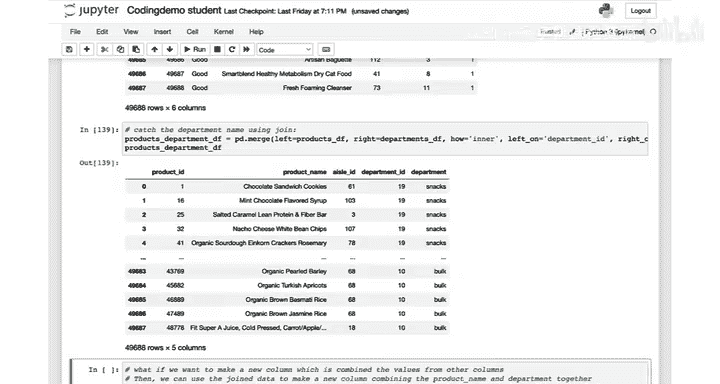 jupyter Codingdemo student Last Checkpoint: Last Friday at 7:11 PM (unsaved changes)
Logout
File Edit View Insert Cell Kernel Help
Run Code
Artisan Baguette 112 3 1
49686 49687 Good Smartblend Healthy Metabolism Dry Cat Food 41 8 1
49687 49688 Good Fresh Foaming Cleanser 73 11 1
49688 rows × 6 columns
In [139]: # catch the department name using join:
products_department_df = pd.merge(left=products_df, right=departments_df, how='inner', left_on='department_id', right_o
products_department_df
Out[139]:
product_id product_name aisle_id department_id department
0 1 Chocolate Sandwich Cookies 61 19 snacks
1 16 Mint Chocolate Flavored Syrup 103 19 snacks
2 25 Salted Caramel Lean Protein & Fiber Bar 3 19 snacks
3 32 Nacho Cheese White Bean Chips 107 19 snacks
4 41 Organic Sourdough Einkorn Crackers Rosemary 78 19 snacks
... ... ... ... ... ...
49683 43769 Organic Pearled Barley 68 10 bulk
49684 45682 Organic Turkish Apricots 68 10 bulk
49685 46889 Organic Brown Basmati Rice 68 10 bulk
49686 47489 Organic Brown Jasmine Rice 68 10 bulk
49687 48778 Fit Super A Juice, Cold Pressed, Carrot/Apple/... 18 10 bulk
49688 rows × 5 columns
In [ ]: # what if we want to make a new column which is combined the values from other columns
# Then, we can use the joined data to make a new column combining the product_name and department together